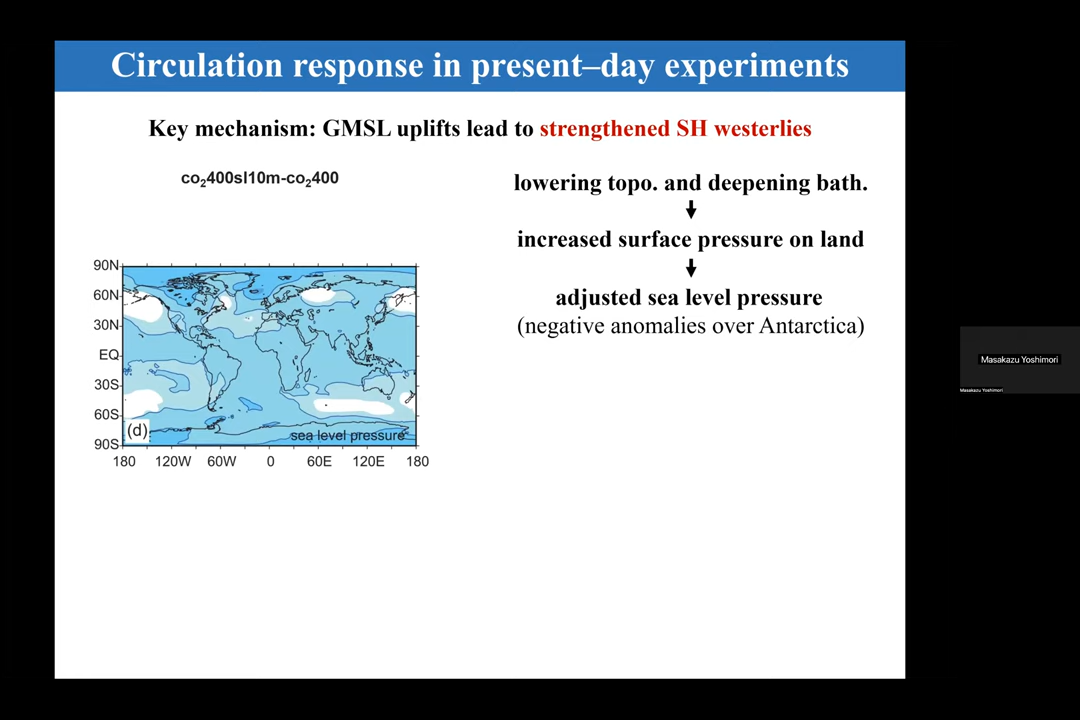 Circulation response in present–day experiments
Key mechanism: GMSL uplifts lead to strengthened SH westerlies
co₂400sl10m-co₂400
lowering topo. and deepening bath.
increased surface pressure on land
adjusted sea level pressure
(negative anomalies over Antarctica)
90N
60N
30N
EQ
30S
60S
90S
(d)
sea level pressure
180 120W 60W 0 60E 120E 180
Masakazu Yoshimori
Masakazu Yoshimori